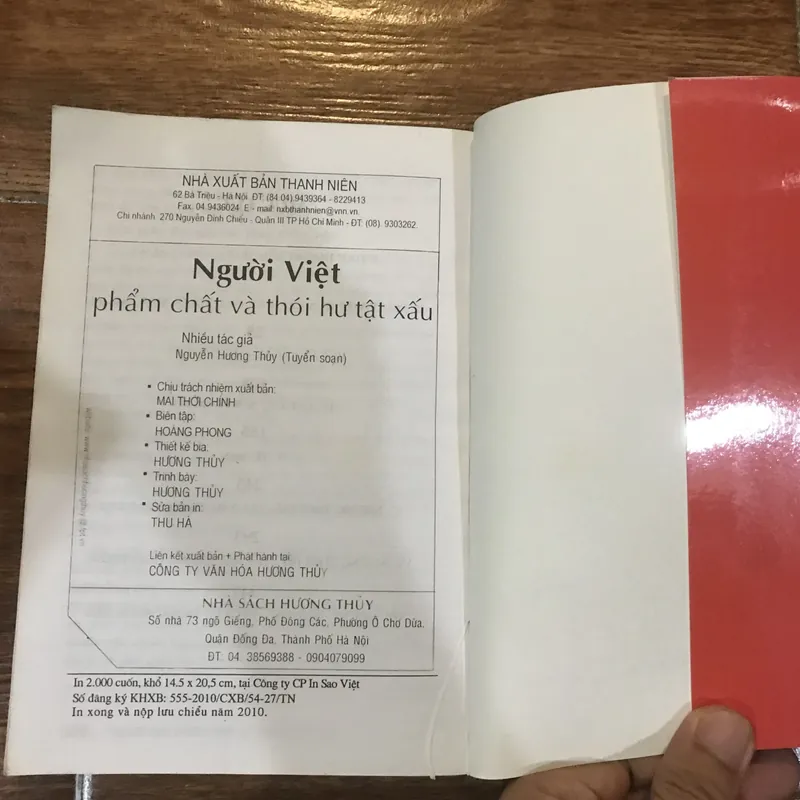 NHÀ XUẤT BẢN THANH NIÊN
62 Bà Triệu - Hà Nội ĐT: (84.04).9439364 - 8229413
Fax: 04.9436024 E - mail: nxbthanhnien@vnn.vn
Chi nhánh: 270 Nguyễn Đình Chiểu - Quận III TP Hồ Chí Minh - ĐT: (08) 9303262
Người Việt
phẩm chất và thói hư tật xấu
Nhiều tác giả
Nguyễn Hương Thủy (Tuyển soạn)
• Chịu trách nhiệm xuất bản:
MAI THỜI CHÍNH
• Biên tập:
HOÀNG PHONG
• Thiết kế bìa:
HƯƠNG THỦY
• Trình bày:
HƯƠNG THỦY
• Sửa bản in:
THU HÀ
Liên kết xuất bản + Phát hành tại:
CÔNG TY VĂN HÓA HƯƠNG THỦY
NHÀ SÁCH HƯƠNG THỦY
Số nhà 73 ngõ Giếng, Phố Đông Các, Phường Ô Chợ Dừa,
Quận Đống Đa, Thành Phố Hà Nội
ĐT: 04. 38569388 - 0904079099
In 2.000 cuốn, khổ 14.5 x 20,5 cm, tại Công ty CP In Sao Việt
Số đăng ký KHXB: 555-2010/CXB/54-27/TN
In xong và nộp lưu chiểu năm 2010.